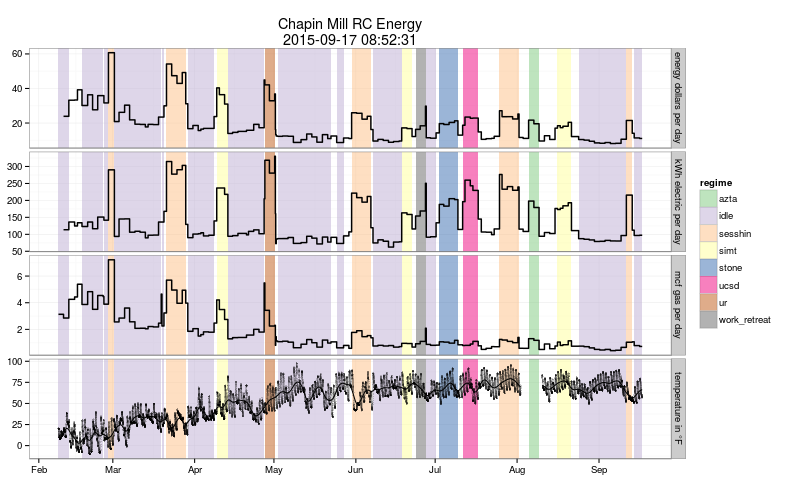 Chapin Mill RC Energy
2015-09-17 08:52:31
60
40
20
energy dollars per day
300
250
200
150
100
50
kWh electric per day
6
4
2
mcf gas per day
100
75
50
25
0
temperature in °F
Feb Mar Apr May Jun Jul Aug Sep
regime
azta
idle
sesshin
simt
stone
ucsd
ur
work_retreat